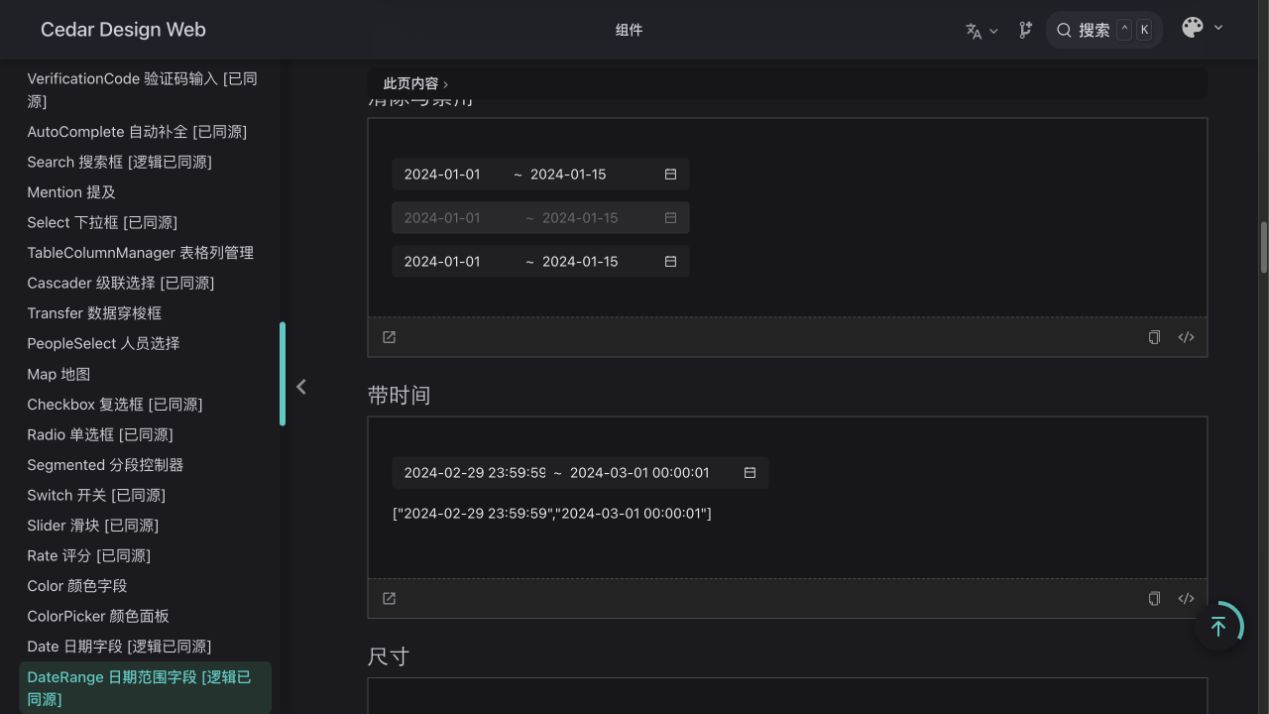 Cedar Design Web
组件
搜索 ^ K
VerificationCode 验证码输入 [已同
源]
AutoComplete 自动补全 [已同源]
Search 搜索框 [逻辑已同源]
Mention 提及
Select 下拉框 [已同源]
TableColumnManager 表格列管理
Cascader 级联选择 [已同源]
Transfer 数据穿梭框
PeopleSelect 人员选择
Map 地图
Checkbox 复选框 [已同源]
Radio 单选框 [已同源]
Segmented 分段控制器
Switch 开关 [已同源]
Slider 滑块 [已同源]
Rate 评分 [已同源]
Color 颜色字段
ColorPicker 颜色面板
Date 日期字段 [逻辑已同源]
DateRange 日期范围字段 [逻辑已
同源]
此页内容 ›
2024-01-01 ~ 2024-01-15
2024-01-01 ~ 2024-01-15
2024-01-01 ~ 2024-01-15
带时间
2024-02-29 23:59:59 ~ 2024-03-01 00:00:01
["2024-02-29 23:59:59","2024-03-01 00:00:01"]
尺寸